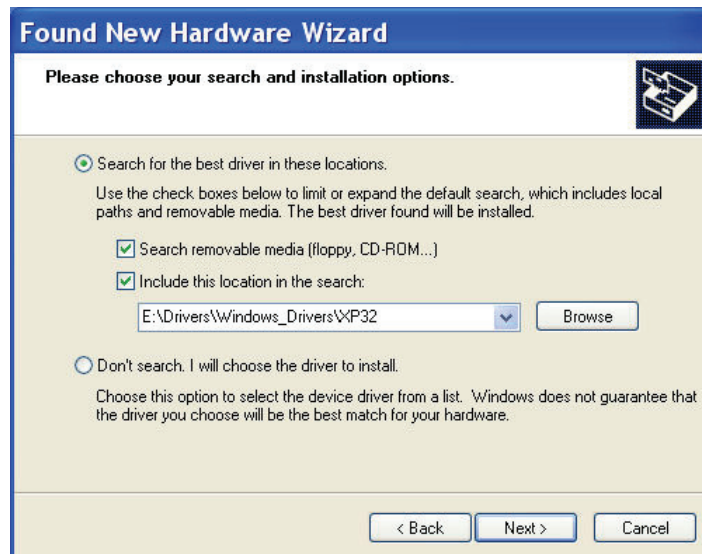 Found New Hardware Wizard
Please choose your search and installation options.
Search for the best driver in these locations.
Use the check boxes below to limit or expand the default search, which includes local
paths and removable media. The best driver found will be installed.
Search removable media (floppy, CD-ROM...)
Include this location in the search:
E:\Drivers\Windows_Drivers\XP32
Browse
Don't search. I will choose the driver to install.
Choose this option to select the device driver from a list. Windows does not guarantee that
the driver you choose will be the best match for your hardware.
< Back
Next >
Cancel